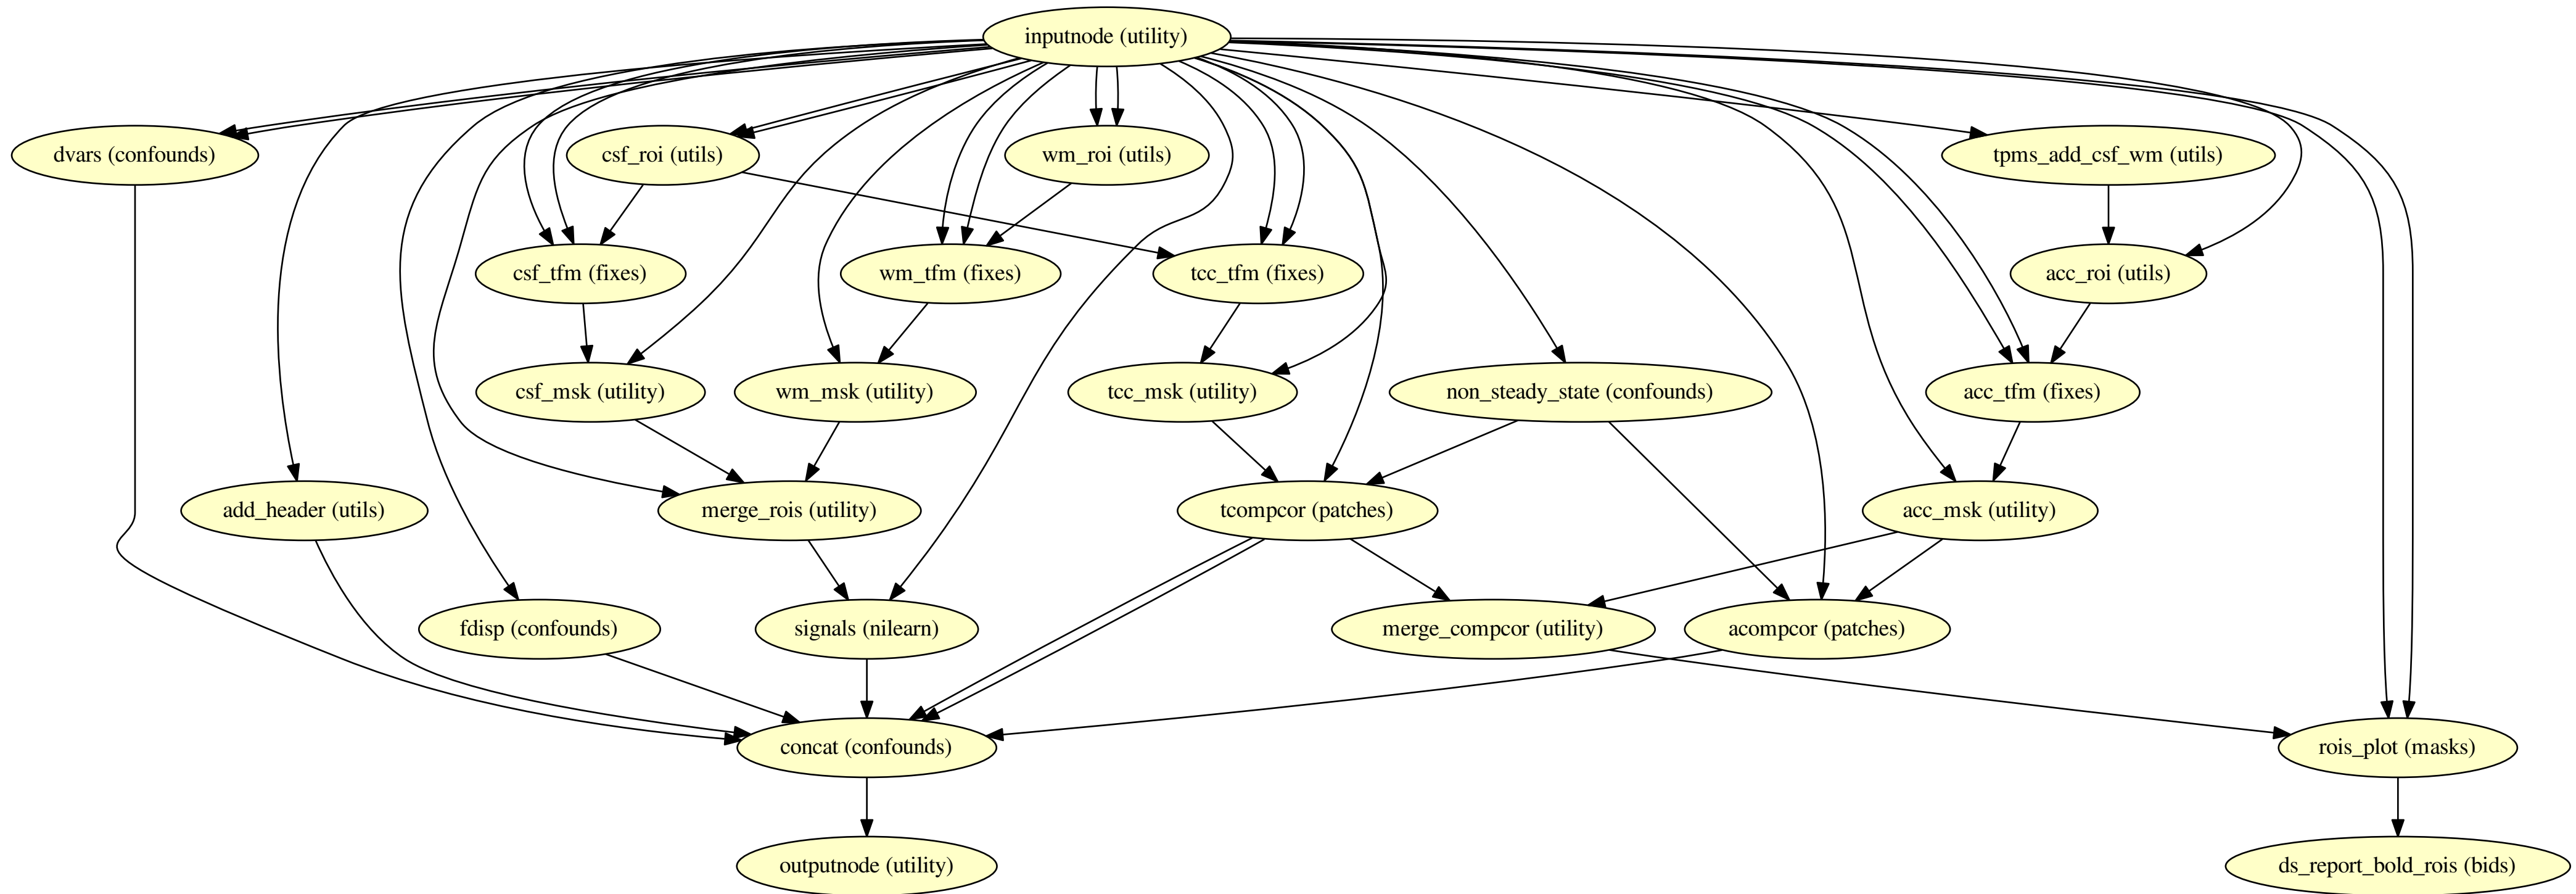 inputnode (utility)
dvars (confounds)
csf_roi (utils)
wm_roi (utils)
tpms_add_csf_wm (utils)
csf_tfm (fixes)
wm_tfm (fixes)
tcc_tfm (fixes)
acc_roi (utils)
csf_msk (utility)
wm_msk (utility)
tcc_msk (utility)
non_steady_state (confounds)
acc_tfm (fixes)
add_header (utils)
merge_rois (utility)
tcompcor (patches)
acc_msk (utility)
fdisp (confounds)
signals (nilearn)
merge_compcor (utility)
acompcor (patches)
concat (confounds)
rois_plot (masks)
outputnode (utility)
ds_report_bold_rois (bids)